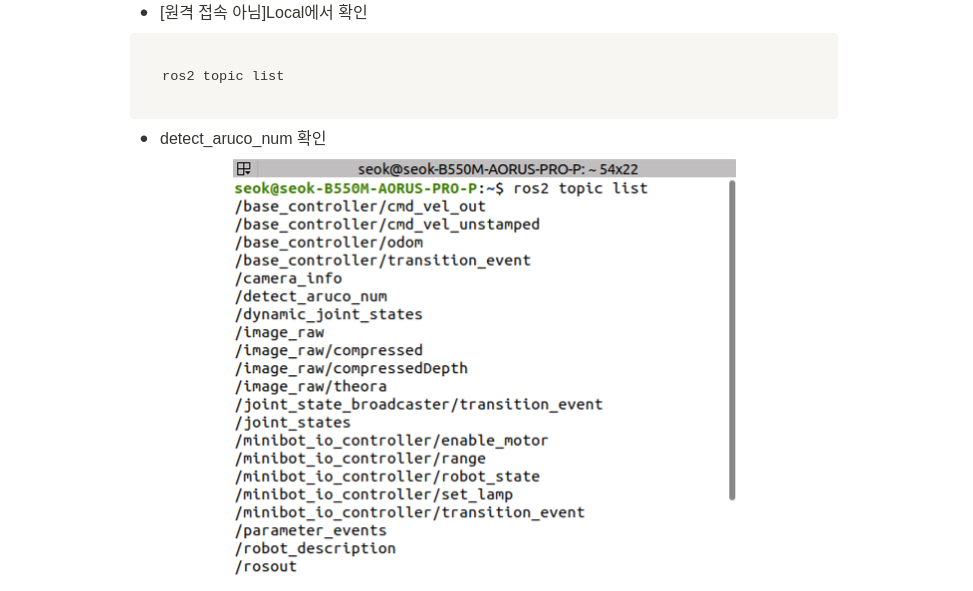 [원격 접속 아님]Local에서 확인
ros2 topic list
detect_aruco_num 확인
seok@seok-B550M-AORUS-PRO-P: ~ 54x22
seok@seok-B550M-AORUS-PRO-P:~$ ros2 topic list
/base_controller/cmd_vel_out
/base_controller/cmd_vel_unstamped
/base_controller/odom
/base_controller/transition_event
/camera_info
/detect_aruco_num
/dynamic_joint_states
/image_raw
/image_raw/compressed
/image_raw/compressedDepth
/image_raw/theora
/joint_state_broadcaster/transition_event
/joint_states
/minibot_io_controller/enable_motor
/minibot_io_controller/range
/minibot_io_controller/robot_state
/minibot_io_controller/set_lamp
/minibot_io_controller/transition_event
/parameter_events
/robot_description
/rosout